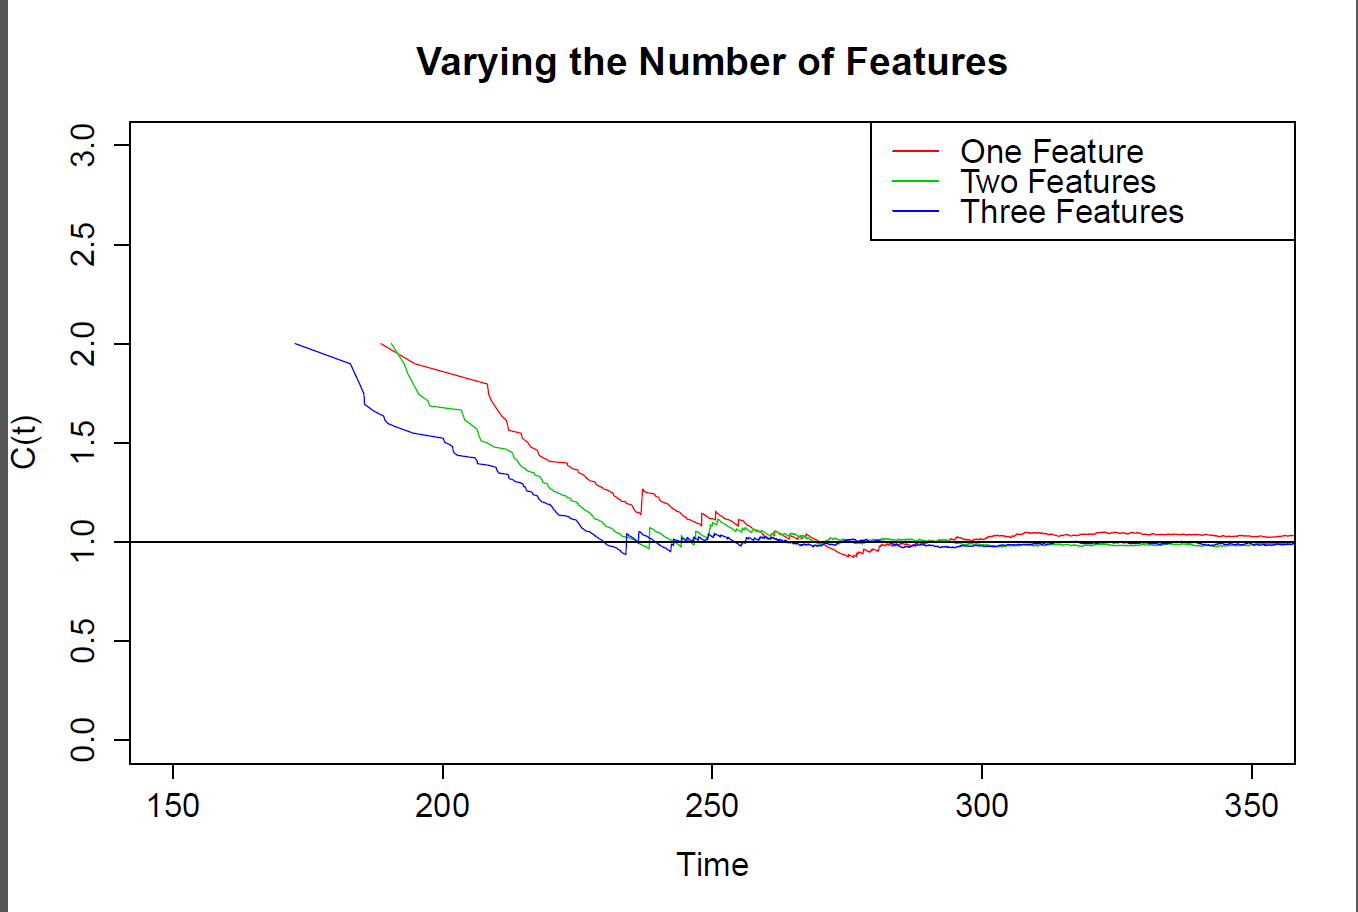 Varying the Number of Features
One Feature
Two Features
Three Features
3.0
2.5
2.0
1.5
1.0
0.5
0.0
C(t)
150 200 250 300 350
Time